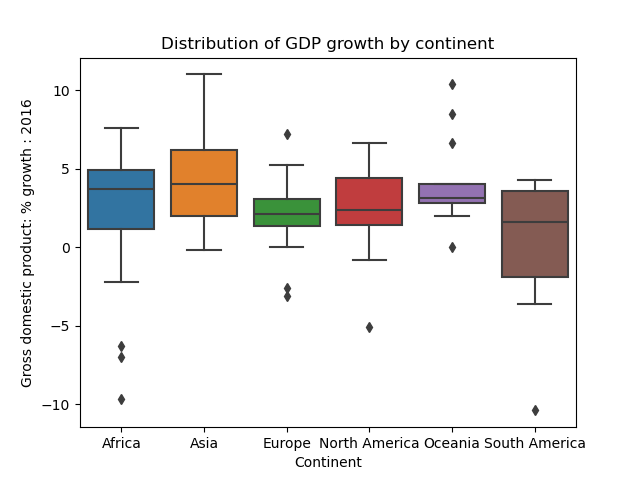 Distribution of GDP growth by continent
Gross domestic product: % growth : 2016
10
5
0
−5
−10
Africa Asia Europe North America Oceania South America
Continent